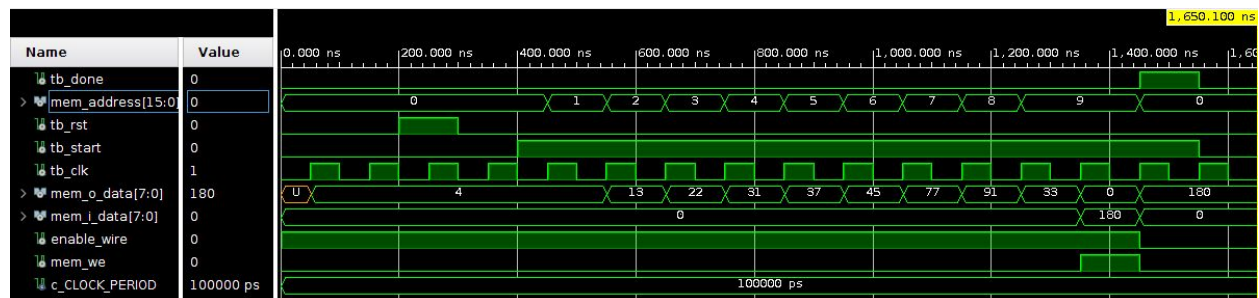 1,650.100 ns
Name Value 0.000 ns 200.000 ns 400.000 ns 600.000 ns 800.000 ns 1,000.000 ns 1,200.000 ns 1,400.000 ns 1,60
tb_done 0
mem_address[15:0] 0 0 1 2 3 4 5 6 7 8 9 0
tb_rst 0
tb_start 0
tb_clk 1
mem_o_data[7:0] 180 U 4 13 22 31 37 45 77 91 33 0 180
mem_i_data[7:0] 0 0 180 0
enable_wire 0
mem_we 0
c_CLOCK_PERIOD 100000 ps 100000 ps